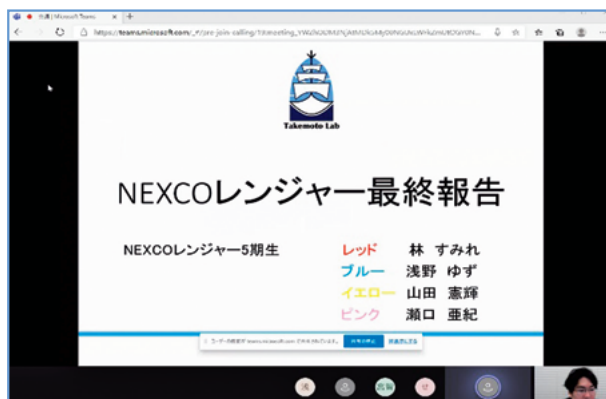 Takemoto Lab
NEXCOレンジャー最終報告
NEXCOレンジャー5期生
レッド 林 すみれ
ブルー 浅野 ゆず
イエロー 山田 憲輝
ピンク 瀬口 亜紀
浅
せ